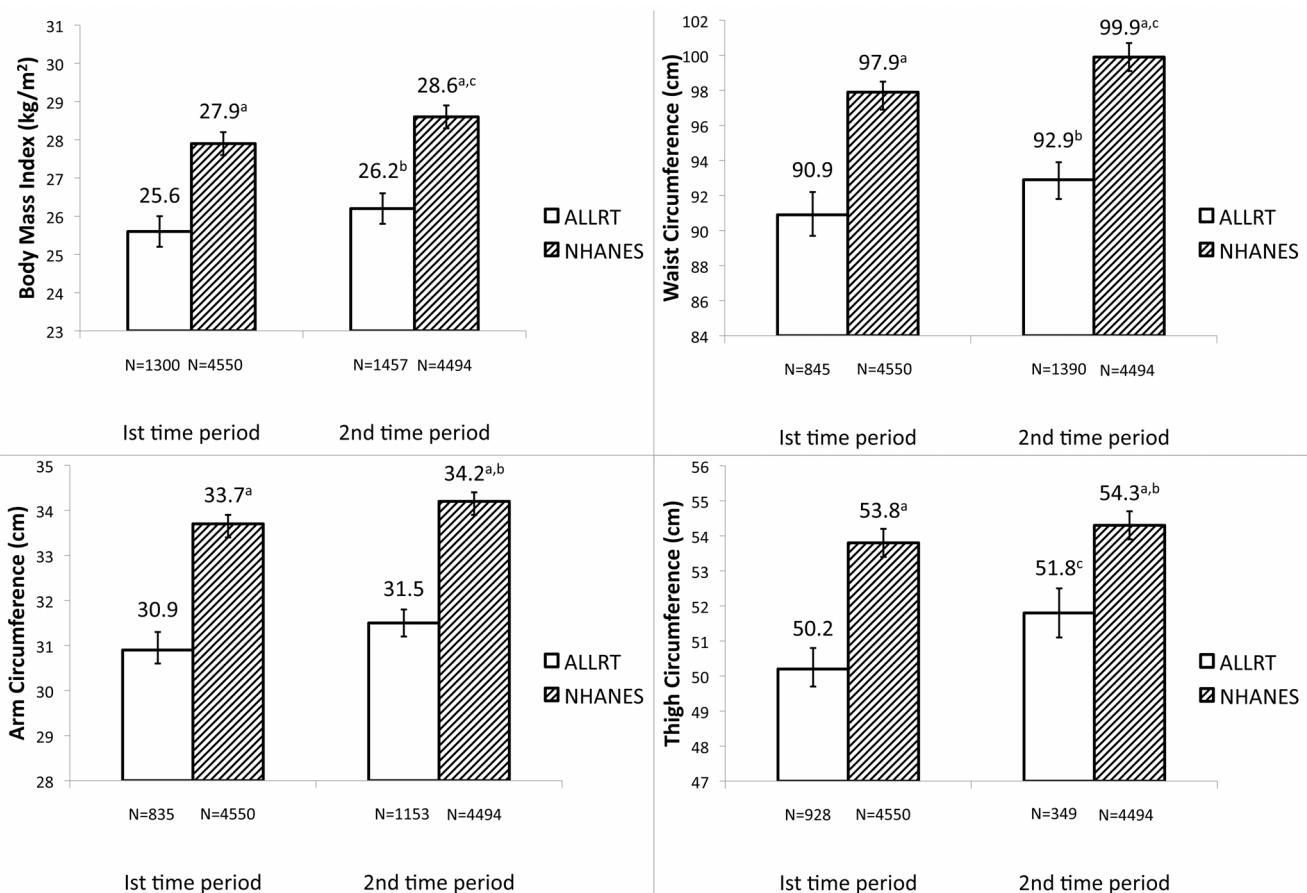 Body Mass Index (kg/m²)
31
30
29
28
27
26
25
24
23
25.6
27.9ᵃ
26.2ᵇ
28.6ᵃ,ᶜ
ALLRT
NHANES
N=1300 N=4550
N=1457 N=4494
Ist time period
2nd time period
Waist Circumference (cm)
102
100
98
96
94
92
90
88
86
84
90.9
97.9ᵃ
92.9ᵇ
99.9ᵃ,ᶜ
ALLRT
NHANES
N=845 N=4550
N=1390 N=4494
Ist time period
2nd time period
Arm Circumference (cm)
35
34
33
32
31
30
29
28
30.9
33.7ᵃ
31.5
34.2ᵃ,ᵇ
ALLRT
NHANES
N=835 N=4550
N=1153 N=4494
Ist time period
2nd time period
Thigh Circumference (cm)
56
55
54
53
52
51
50
49
48
47
50.2
53.8ᵃ
51.8ᶜ
54.3ᵃ,ᵇ
ALLRT
NHANES
N=928 N=4550
N=349 N=4494
Ist time period
2nd time period